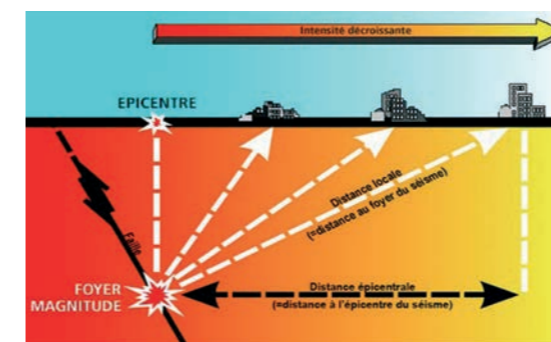 Intensité décroissante
EPICENTRE
Distance locale
(=distance au foyer du séisme)
Faille
FOYER
MAGNITUDE
Distance épicentrale
(=distance à l'épicentre du séisme)